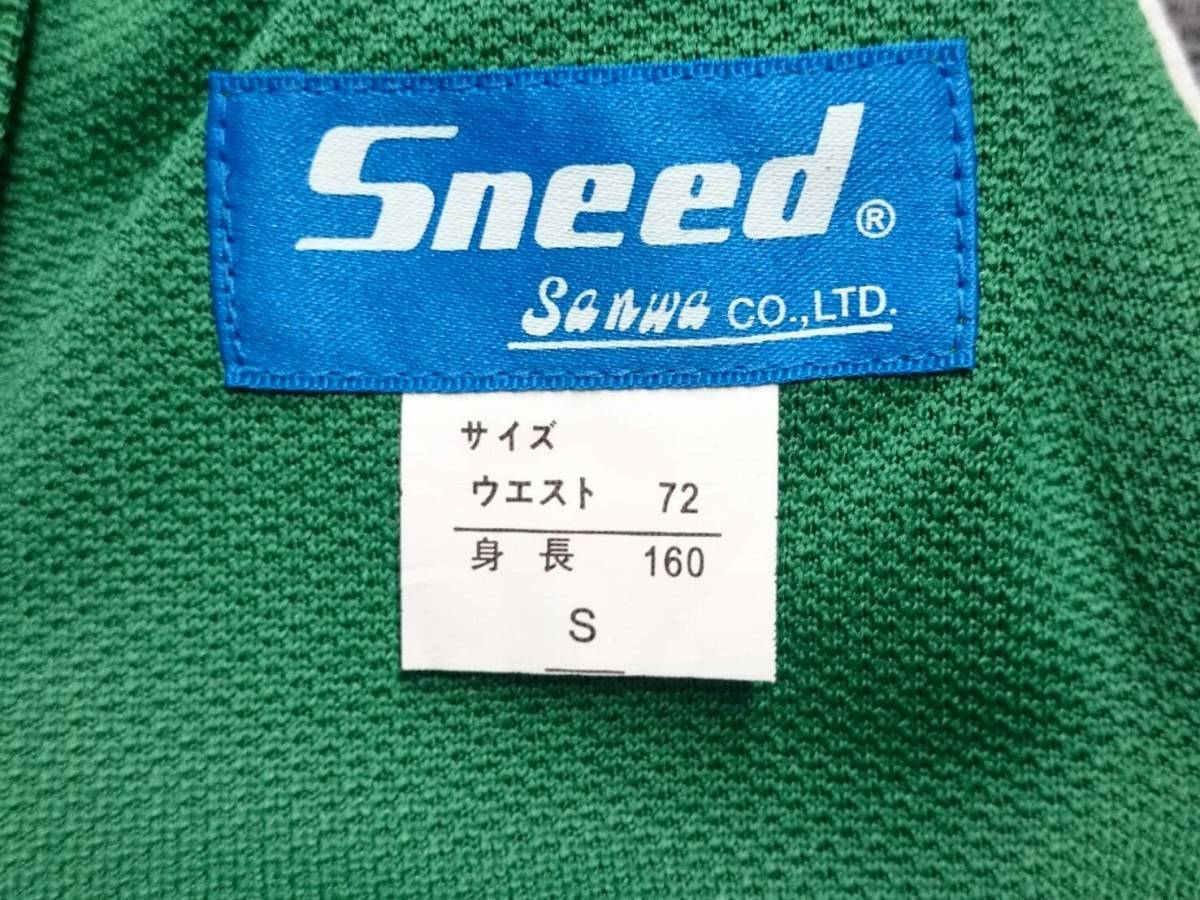 Sneed®
Sanwa CO.,LTD.
サイズ
ウエスト 72
身長 160
S